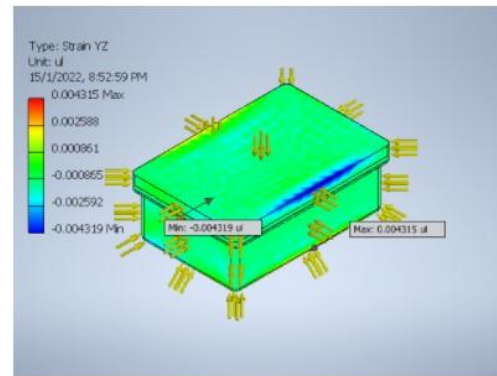 Type: Strain YZ
Unit: ul
15/1/2022, 8:52:59 PM
0.004315 Max
0.002588
0.000861
-0.000865
-0.002592
-0.004319 Min
Min: -0.004319 ul
Max: 0.004315 ul